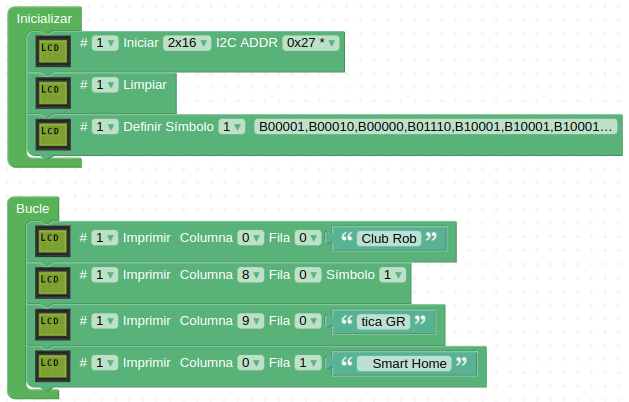 Inicializar
LCD # 1 Iniciar 2x16 I2C ADDR 0x27 *
LCD # 1 Limpiar
LCD # 1 Definir Símbolo 1 B00001,B00010,B00000,B01110,B10001,B10001,B10001...
Bucle
LCD # 1 Imprimir Columna 0 Fila 0 “ Club Rob ”
LCD # 1 Imprimir Columna 8 Fila 0 Símbolo 1
LCD # 1 Imprimir Columna 9 Fila 0 “ tica GR ”
LCD # 1 Imprimir Columna 0 Fila 1 “ Smart Home ”